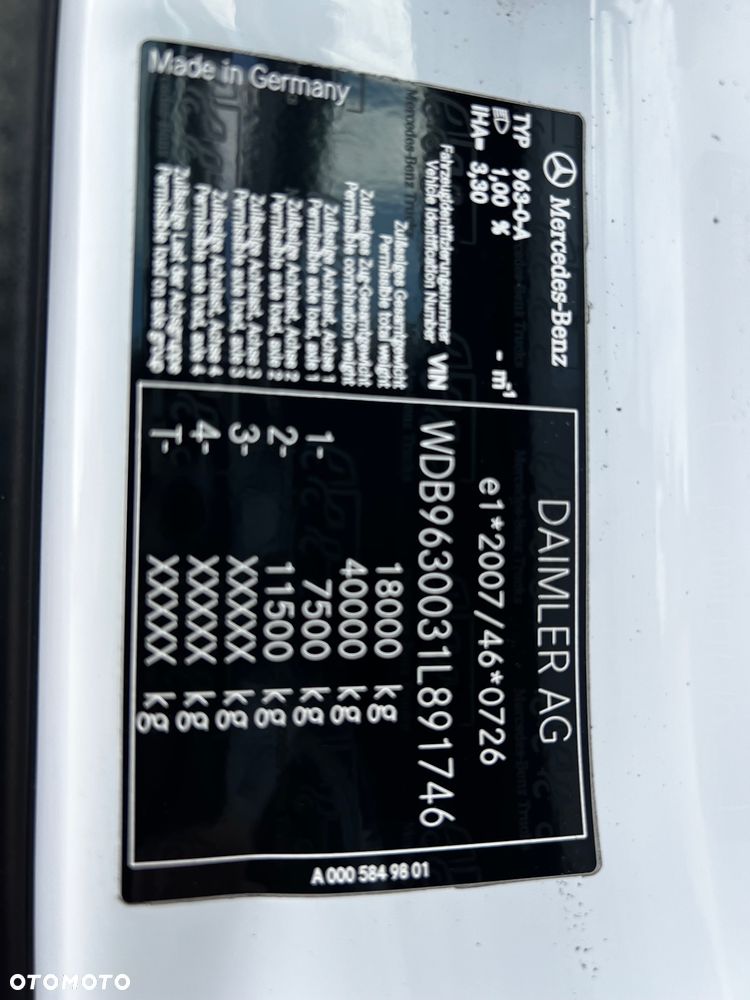 Mercedes-Benz
DAIMLER AG
TYP 963-0-A
1,00 %
- m-1
e1*2007/46*0726
IHA= 3,30
Fahrzeugidentifizierungsnummer
Vehicle Identification Number
VIN WDB9630031L891746
Zulässiges Gesamtgewicht
Permissible total weight
18000 kg
Zulässiges Zug-Gesamtgewicht
Permissible combination weight
40000 kg
Zulässige Achslast, Achse 1
Permissible axle load, axle 1
1- 7500 kg
Zulässige Achslast, Achse 2
Permissible axle load, axle 2
2- 11500 kg
Zulässige Achslast, Achse 3
Permissible axle load, axle 3
3- XXXXX kg
Zulässige Achslast, Achse 4
Permissible axle load, axle 4
4- XXXXX kg
Zulässige Last der Achsgruppe
Permissible load on axle group
T- XXXXX kg
Made in Germany
A 000 584 98 01
OTOMOTO